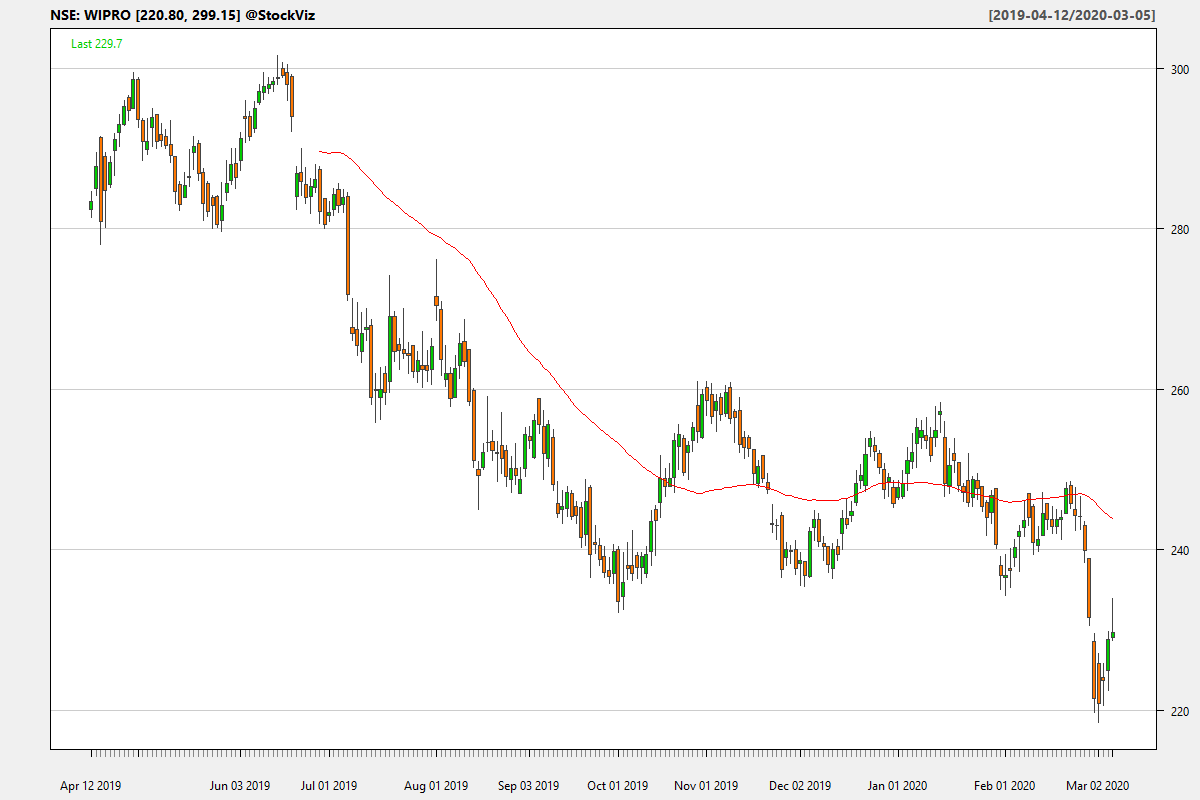 NSE: WIPRO [220.80, 299.15] @StockViz [2019-04-12/2020-03-05]
Last 229.7
300
280
260
240
220
Apr 12 2019 Jun 03 2019 Jul 01 2019 Aug 01 2019 Sep 03 2019 Oct 01 2019 Nov 01 2019 Dec 02 2019 Jan 01 2020 Feb 01 2020 Mar 02 2020